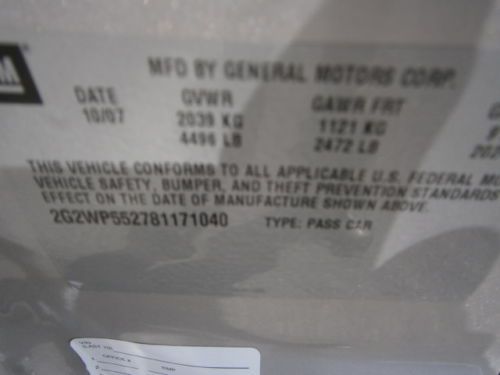 GM
MFD BY GENERAL MOTORS CORP.
DATE GVWR GAWR FRT
10/07 2039 KG 1121 KG
4496 LB 2472 LB
THIS VEHICLE CONFORMS TO ALL APPLICABLE U.S. FEDERAL
VEHICLE SAFETY, BUMPER, AND THEFT PREVENTION STANDARDS
EFFECT ON THE DATE OF MANUFACTURE SHOWN ABOVE.
2G2WP552781171040 TYPE: PASS CAR